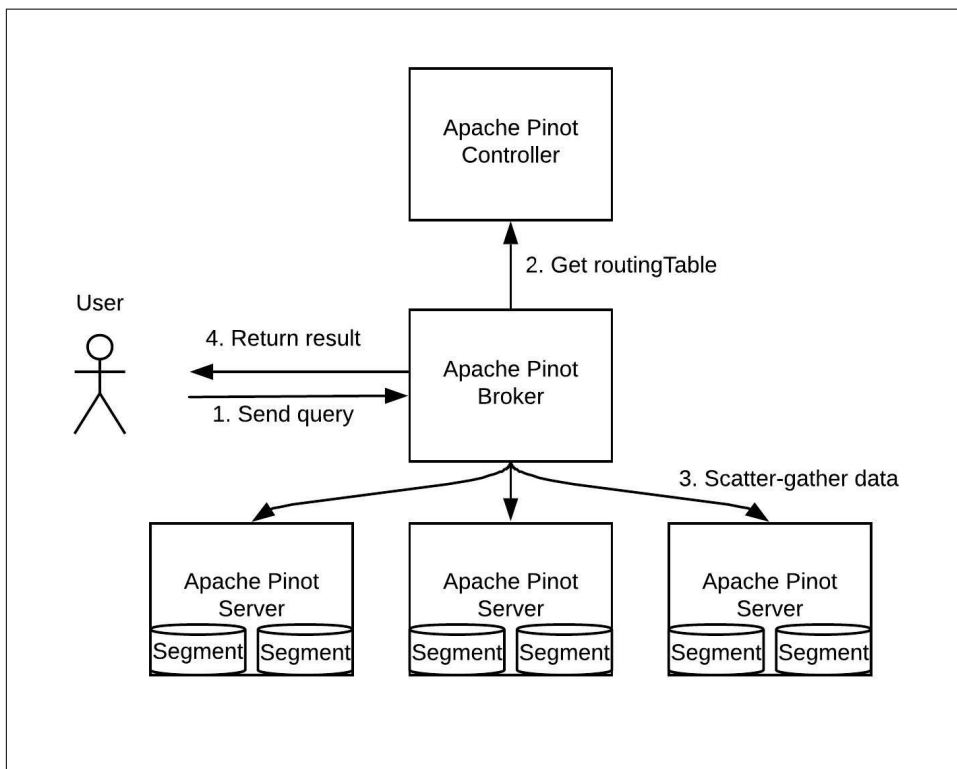 Apache Pinot
Controller
2. Get routingTable
User
4. Return result
Apache Pinot
Broker
1. Send query
3. Scatter-gather data
Apache Pinot
Server
Segment
Segment
Apache Pinot
Server
Segment
Segment
Apache Pinot
Server
Segment
Segment